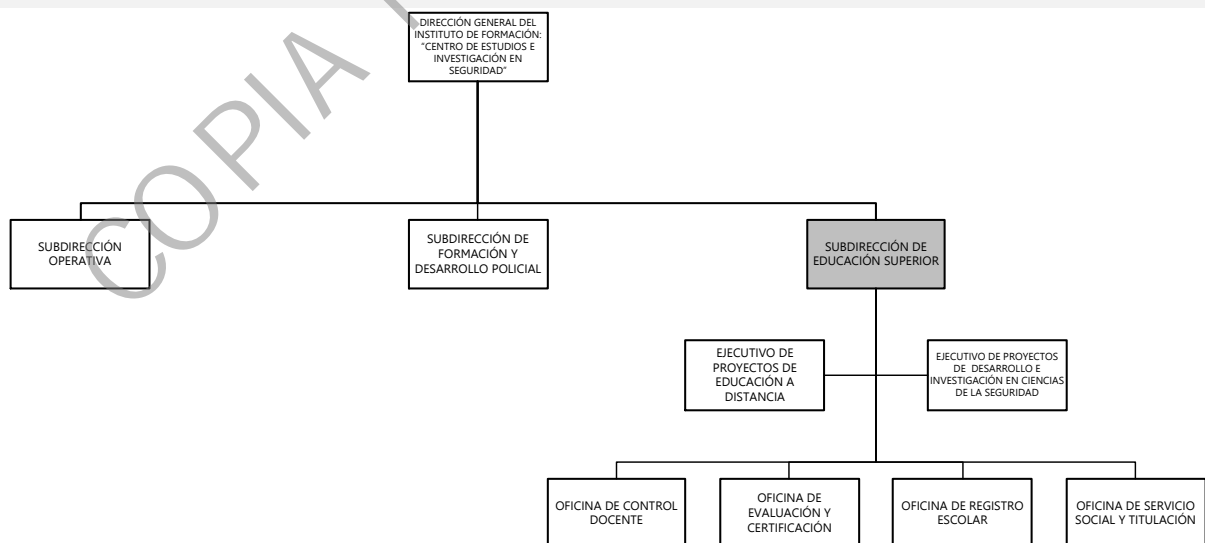 DIRECCIÓN GENERAL DEL
INSTITUTO DE FORMACIÓN:
"CENTRO DE ESTUDIOS E
INVESTIGACIÓN EN
SEGURIDAD"
COPIA
SUBDIRECCIÓN
OPERATIVA
SUBDIRECCIÓN DE
FORMACIÓN Y
DESARROLLO POLICIAL
SUBDIRECCIÓN DE
EDUCACIÓN SUPERIOR
EJECUTIVO DE
PROYECTOS DE
EDUCACIÓN A
DISTANCIA
EJECUTIVO DE PROYECTOS
DE DESARROLLO E
INVESTIGACIÓN EN CIENCIAS
DE LA SEGURIDAD
OFICINA DE CONTROL
DOCENTE
OFICINA DE
EVALUACIÓN Y
CERTIFICACIÓN
OFICINA DE REGISTRO
ESCOLAR
OFICINA DE SERVICIO
SOCIAL Y TITULACIÓN